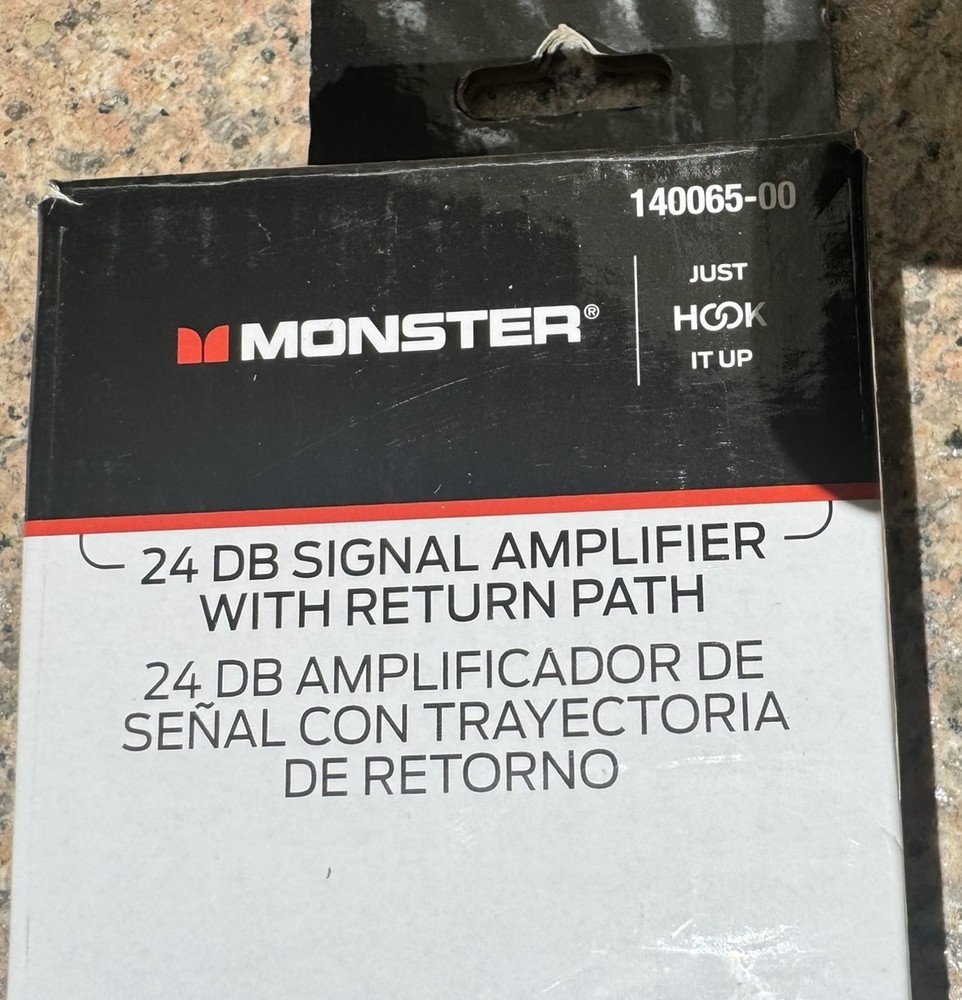 140065-00
MONSTER®
JUST
HOOK
IT UP
24 DB SIGNAL AMPLIFIER
WITH RETURN PATH
24 DB AMPLIFICADOR DE
SEÑAL CON TRAYECTORIA
DE RETORNO